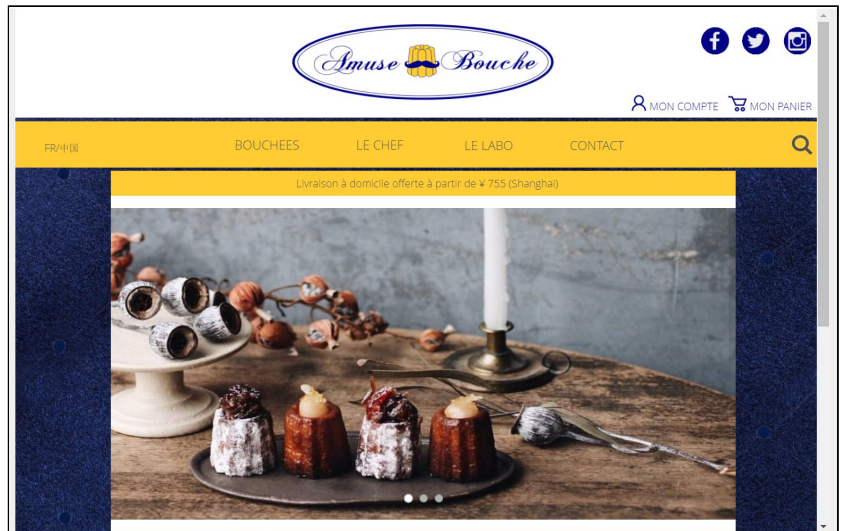 Amuse Bouche
MON COMPTE MON PANIER
FR/中国 BOUCHEES LE CHEF LE LABO CONTACT
Livraison à domicile offerte à partir de ¥ 755 (Shanghai)